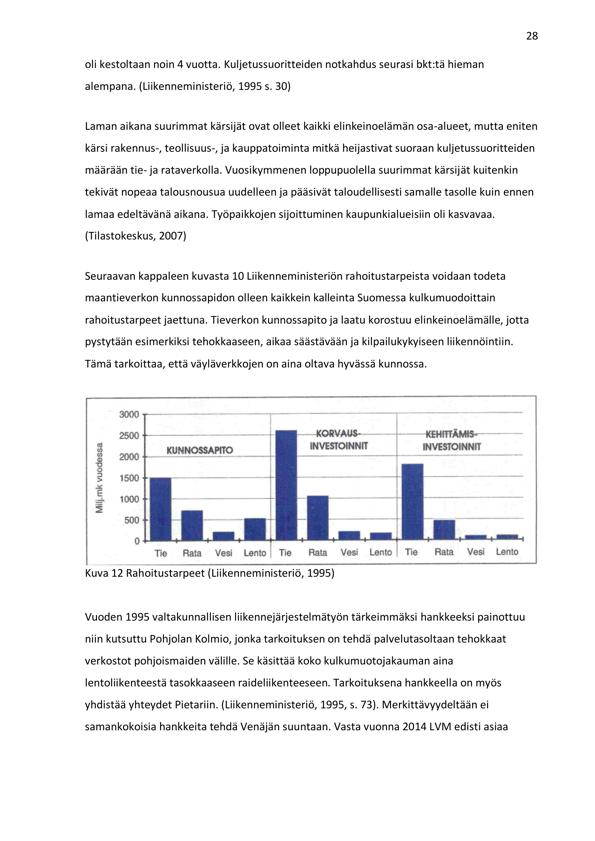 28
oli kestoltaan noin 4 vuotta. Kuljetussuoritteiden notkahdus seurasi bkt:tä hieman
alempana. (Liikenneministeriö, 1995 s. 30)
Laman aikana suurimmat kärsijät ovat olleet kaikki elinkeinoelämän osa-alueet, mutta eniten
kärsi rakennus-, teollisuus-, ja kauppatoiminta mitkä heijastivat suoraan kuljetussuoritteiden
määrään tie- ja rataverkolla. Vuosikymmenen loppupuolella suurimmat kärsijät kuitenkin
tekivät nopeaa talousnousua uudelleen ja pääsivät taloudellisesti samalle tasolle kuin ennen
lamaa edeltävänä aikana. Työpaikkojen sijoittuminen kaupunkialueisiin oli kasvavaa.
(Tilastokeskus, 2007)
Seuraavan kappaleen kuvasta 10 Liikenneministeriön rahoitustarpeista voidaan todeta
maantieverkon kunnossapidon olleen kaikkein kalleinta Suomessa kulkumuodoittain
rahoitustarpeet jaettuna. Tieverkon kunnossapito ja laatu korostuu elinkeinoelämälle, jotta
pystytään esimerkiksi tehokkaaseen, aikaa säästävään ja kilpailukykyiseen liikennöintiin.
Tämä tarkoittaa, että väyläverkkojen on aina oltava hyvässä kunnossa.
Milj.mk vuodessa
3000
2500
2000
1500
1000
500
0
KUNNOSSAPITO
KORVAUS-
INVESTOINNIT
KEHITTÄMIS-
INVESTOINNIT
Tie Rata Vesi Lento Tie Rata Vesi Lento Tie Rata Vesi Lento
Kuva 12 Rahoitustarpeet (Liikenneministeriö, 1995)
Vuoden 1995 valtakunnallisen liikennejärjestelmätyön tärkeimmäksi hankkeeksi painottuu
niin kutsuttu Pohjolan Kolmio, jonka tarkoituksen on tehdä palvelutasoltaan tehokkaat
verkostot pohjoismaiden välille. Se käsittää koko kulkumuotojakauman aina
lentoliikenteestä tasokkaaseen raideliikenteeseen. Tarkoituksena hankkeella on myös
yhdistää yhteydet Pietariin. (Liikenneministeriö, 1995, s. 73). Merkittävyydeltään ei
samankokoisia hankkeita tehdä Venäjän suuntaan. Vasta vuonna 2014 LVM edisti asiaa